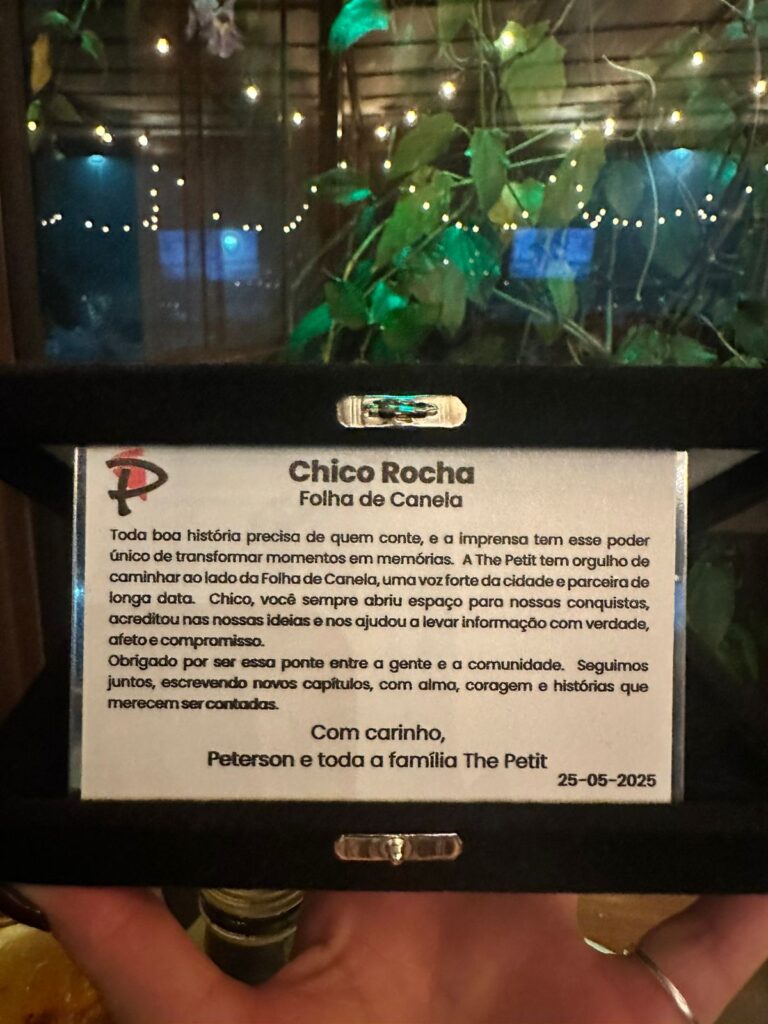 P
Chico Rocha
Folha de Canela
Toda boa história precisa de quem conte, e a imprensa tem esse poder
único de transformar momentos em memórias. A The Petit tem orgulho de
caminhar ao lado da Folha de Canela, uma voz forte da cidade e parceira de
longa data. Chico, você sempre abriu espaço para nossas conquistas,
acreditou nas nossas ideias e nos ajudou a levar informação com verdade,
afeto e compromisso.
Obrigado por ser essa ponte entre a gente e a comunidade. Seguimos
juntos, escrevendo novos capítulos, com alma, coragem e histórias que
merecem ser contadas.
Com carinho,
Peterson e toda a família The Petit
25-05-2025